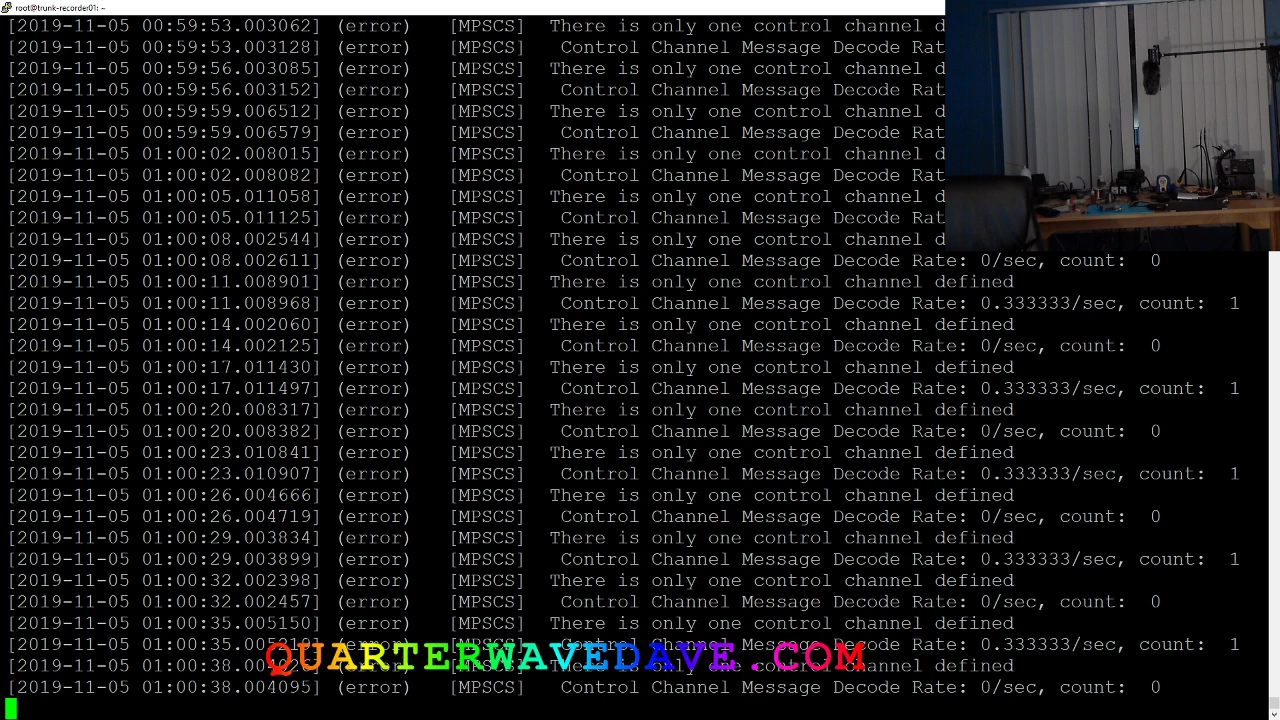 root@trunk-recorder01: ~
[2019-11-05 00:59:53.003062] (error) [MPSCS] There is only one control channel d
[2019-11-05 00:59:53.003128] (error) [MPSCS] Control Channel Message Decode Rat
[2019-11-05 00:59:56.003085] (error) [MPSCS] There is only one control channel d
[2019-11-05 00:59:56.003152] (error) [MPSCS] Control Channel Message Decode Rat
[2019-11-05 00:59:59.006512] (error) [MPSCS] There is only one control channel d
[2019-11-05 00:59:59.006579] (error) [MPSCS] Control Channel Message Decode Rat
[2019-11-05 01:00:02.008015] (error) [MPSCS] There is only one control channel d
[2019-11-05 01:00:02.008082] (error) [MPSCS] Control Channel Message Decode Rat
[2019-11-05 01:00:05.011058] (error) [MPSCS] There is only one control channel d
[2019-11-05 01:00:05.011125] (error) [MPSCS] Control Channel Message Decode Rat
[2019-11-05 01:00:08.002544] (error) [MPSCS] There is only one control channel d
[2019-11-05 01:00:08.002611] (error) [MPSCS] Control Channel Message Decode Rate: 0/sec, count: 0
[2019-11-05 01:00:11.008901] (error) [MPSCS] There is only one control channel defined
[2019-11-05 01:00:11.008968] (error) [MPSCS] Control Channel Message Decode Rate: 0.333333/sec, count: 1
[2019-11-05 01:00:14.002060] (error) [MPSCS] There is only one control channel defined
[2019-11-05 01:00:14.002125] (error) [MPSCS] Control Channel Message Decode Rate: 0/sec, count: 0
[2019-11-05 01:00:17.011430] (error) [MPSCS] There is only one control channel defined
[2019-11-05 01:00:17.011497] (error) [MPSCS] Control Channel Message Decode Rate: 0.333333/sec, count: 1
[2019-11-05 01:00:20.008317] (error) [MPSCS] There is only one control channel defined
[2019-11-05 01:00:20.008382] (error) [MPSCS] Control Channel Message Decode Rate: 0/sec, count: 0
[2019-11-05 01:00:23.010841] (error) [MPSCS] There is only one control channel defined
[2019-11-05 01:00:23.010907] (error) [MPSCS] Control Channel Message Decode Rate: 0.333333/sec, count: 1
[2019-11-05 01:00:26.004666] (error) [MPSCS] There is only one control channel defined
[2019-11-05 01:00:26.004719] (error) [MPSCS] Control Channel Message Decode Rate: 0/sec, count: 0
[2019-11-05 01:00:29.003834] (error) [MPSCS] There is only one control channel defined
[2019-11-05 01:00:29.003899] (error) [MPSCS] Control Channel Message Decode Rate: 0.333333/sec, count: 1
[2019-11-05 01:00:32.002398] (error) [MPSCS] There is only one control channel defined
[2019-11-05 01:00:32.002457] (error) [MPSCS] Control Channel Message Decode Rate: 0/sec, count: 0
[2019-11-05 01:00:35.005150] (error) [MPSCS] There is only one control channel defined
[2019-11-05 (error) [MPSCS] Control Channel Message Decode Rate: 0.333333/sec, count: 1
QUARTERWAVEDAVE.COM
[2019-11-05 (error) [MPSCS] There is only one control channel defined
[2019-11-05 01:00:38.004095] (error) [MPSCS] Control Channel Message Decode Rate: 0/sec, count: 0